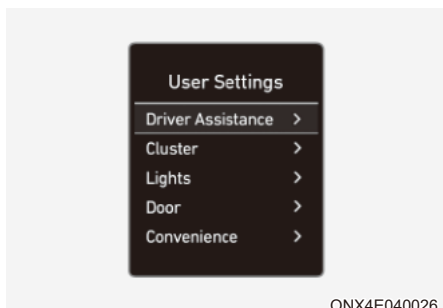 User Settings
Driver Assistance >
Cluster >
Lights >
Door >
Convenience >
ONX4E040026